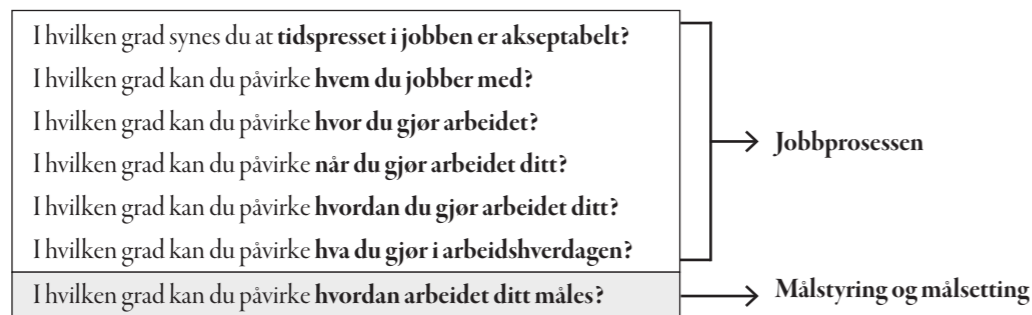 I hvilken grad synes du at tidspresset i jobben er akseptabelt?
I hvilken grad kan du påvirke hvem du jobber med?
I hvilken grad kan du påvirke hvor du gjør arbeidet?
I hvilken grad kan du påvirke når du gjør arbeidet ditt?
I hvilken grad kan du påvirke hvordan du gjør arbeidet ditt?
I hvilken grad kan du påvirke hva du gjør i arbeidshverdagen?
Jobbprosessen
I hvilken grad kan du påvirke hvordan arbeidet ditt måles?
Målstyring og målsetting